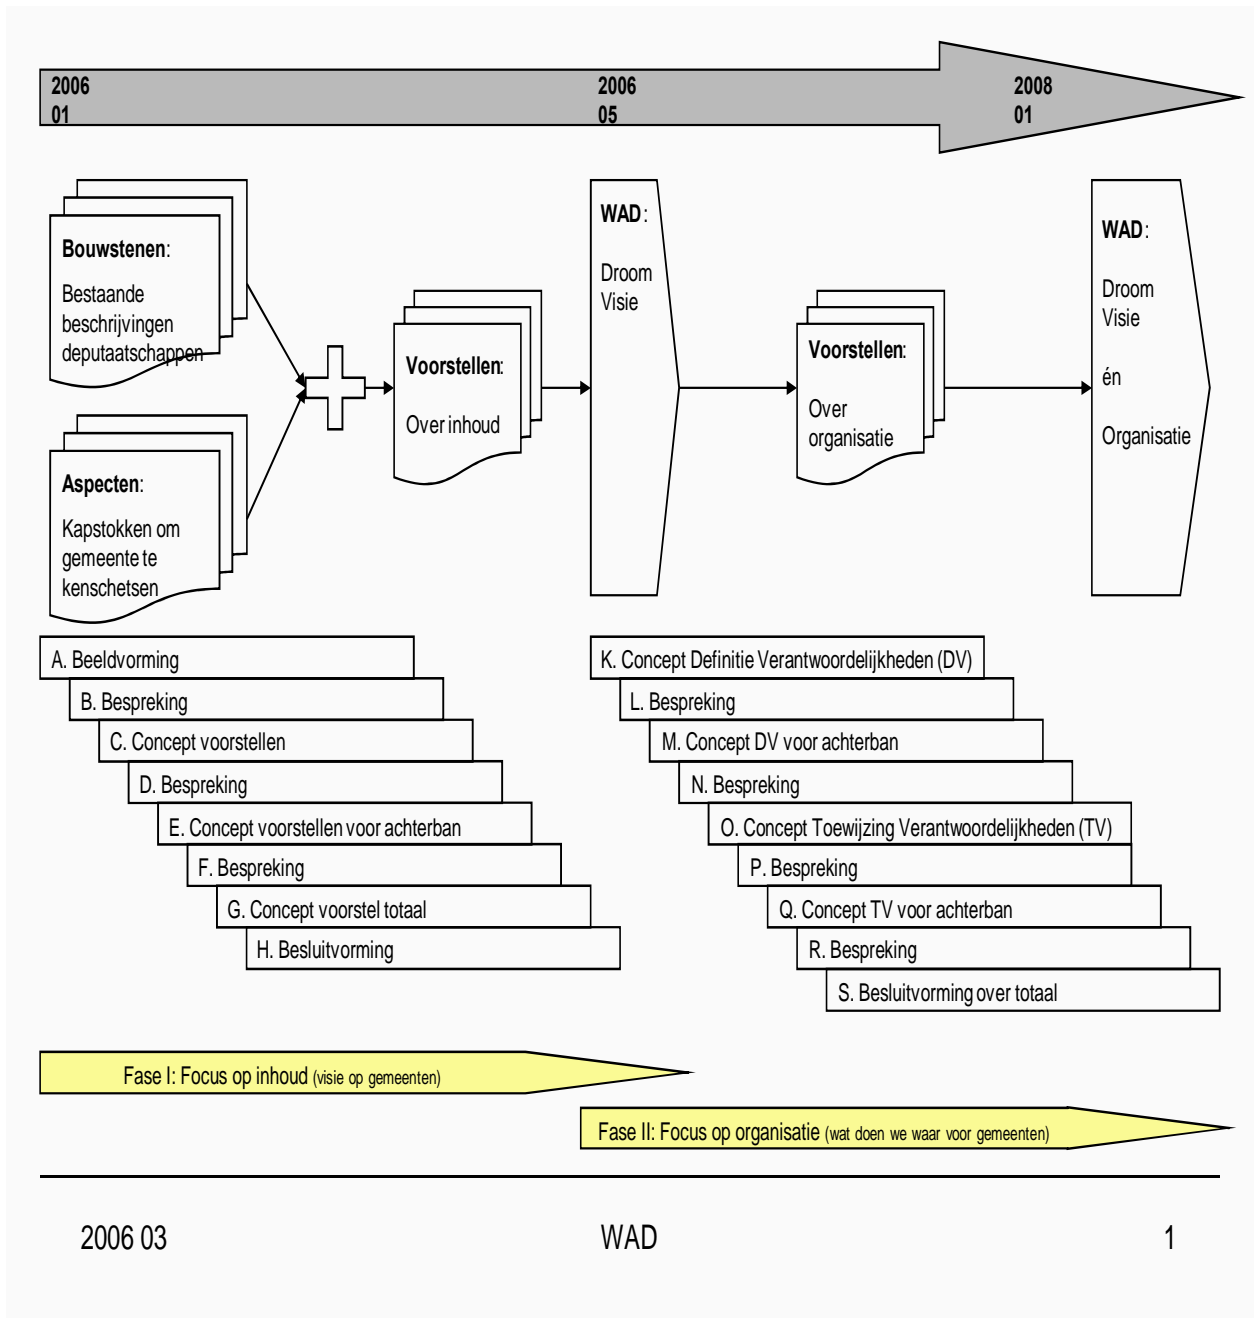 2006
01
2006
05
2008
01
Bouwstenen:
Bestaande
beschrijvingen
deputaatschappen
Aspecten:
Kapstokken om
gemeente te
kenschetsen
Voorstellen:
Over inhoud
WAD:
Droom
Visie
Voorstellen:
Over
organisatie
WAD:
Droom
Visie
én
Organisatie
A. Beeldvorming
B. Bespreking
C. Concept voorstellen
D. Bespreking
E. Concept voorstellen voor achterban
F. Bespreking
G. Concept voorstel totaal
H. Besluitvorming
K. Concept Definitie Verantwoordelijkheden (DV)
L. Bespreking
M. Concept DV voor achterban
N. Bespreking
O. Concept Toewijzing Verantwoordelijkheden (TV)
P. Bespreking
Q. Concept TV voor achterban
R. Bespreking
S. Besluitvorming over totaal
Fase I: Focus op inhoud (visie op gemeenten)
Fase II: Focus op organisatie (wat doen we waar voor gemeenten)
2006 03 WAD 1